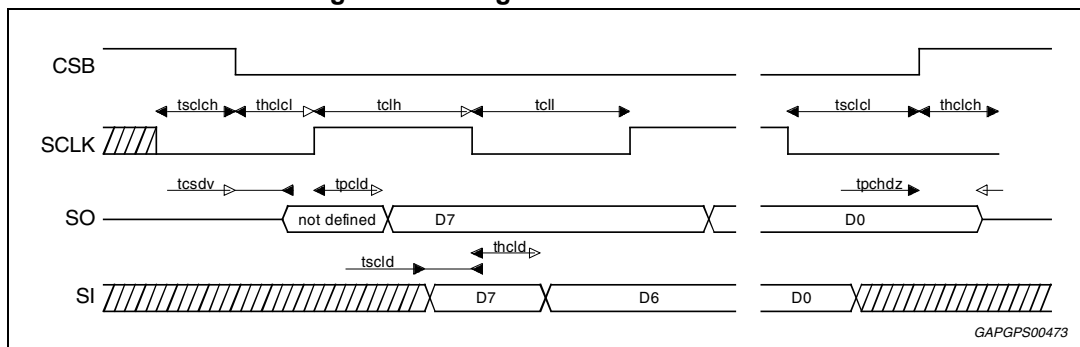 CSB
tsclch thclcl tclh tcll tsclcl thclch
SCLK
tcsdv tpcld tpchdz
SO not defined D7 D0
thcld
tscld
SI D7 D6 D0
GAPGPS00473